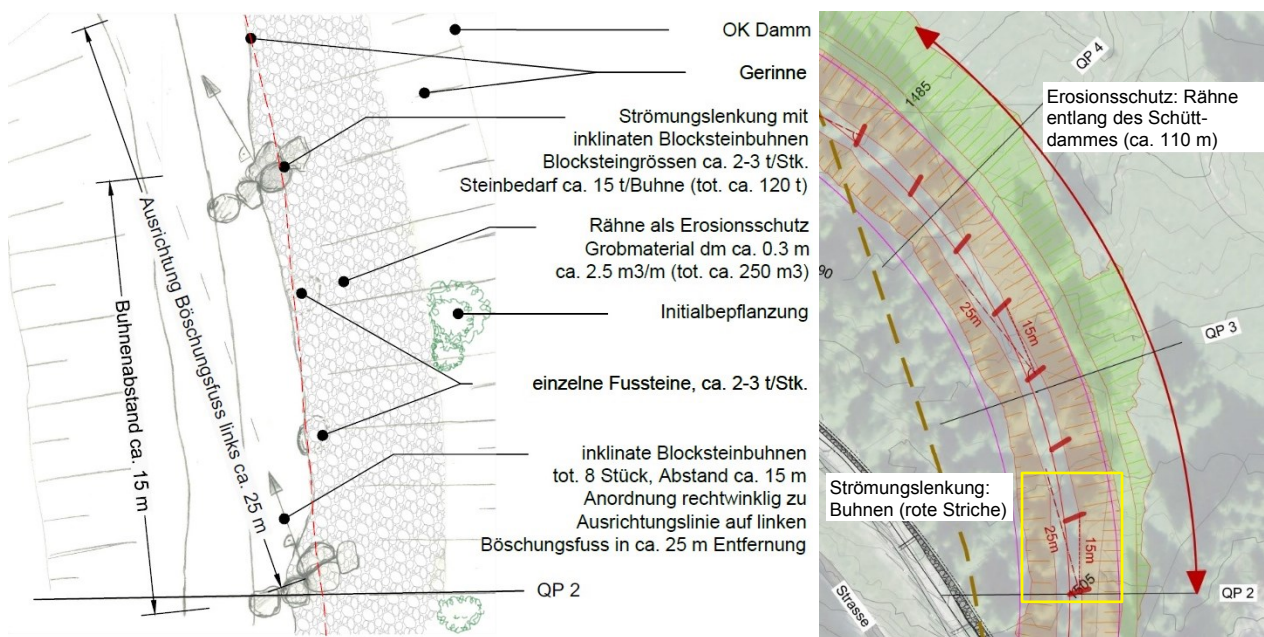 OK Damm
Gerinne
Strömungslenkung mit
inklinaten Blocksteinbuhnen
Blocksteingrössen ca. 2-3 t/Stk.
Steinbedarf ca. 15 t/Buhne (tot. ca. 120 t)
Rähne als Erosionsschutz
Grobmaterial dm ca. 0.3 m
ca. 2.5 m3/m (tot. ca. 250 m3)
Initialbepflanzung
einzelne Fussteine, ca. 2-3 t/Stk.
inklinate Blocksteinbuhnen
tot. 8 Stück, Abstand ca. 15 m
Anordnung rechtwinklig zu
Ausrichtungslinie auf linken
Böschungsfuss in ca. 25 m Entfernung
QP 2
Ausrichtung Böschungsfuss links ca. 25 m
Buhnenabstand ca. 15 m
QP 4
1485
Erosionsschutz: Rähne
entlang des Schütt-
dammes (ca. 110 m)
90
25m
15m
QP 3
Strömungslenkung:
Buhnen (rote Striche)
25m
15m
1505
QP 2
Strasse